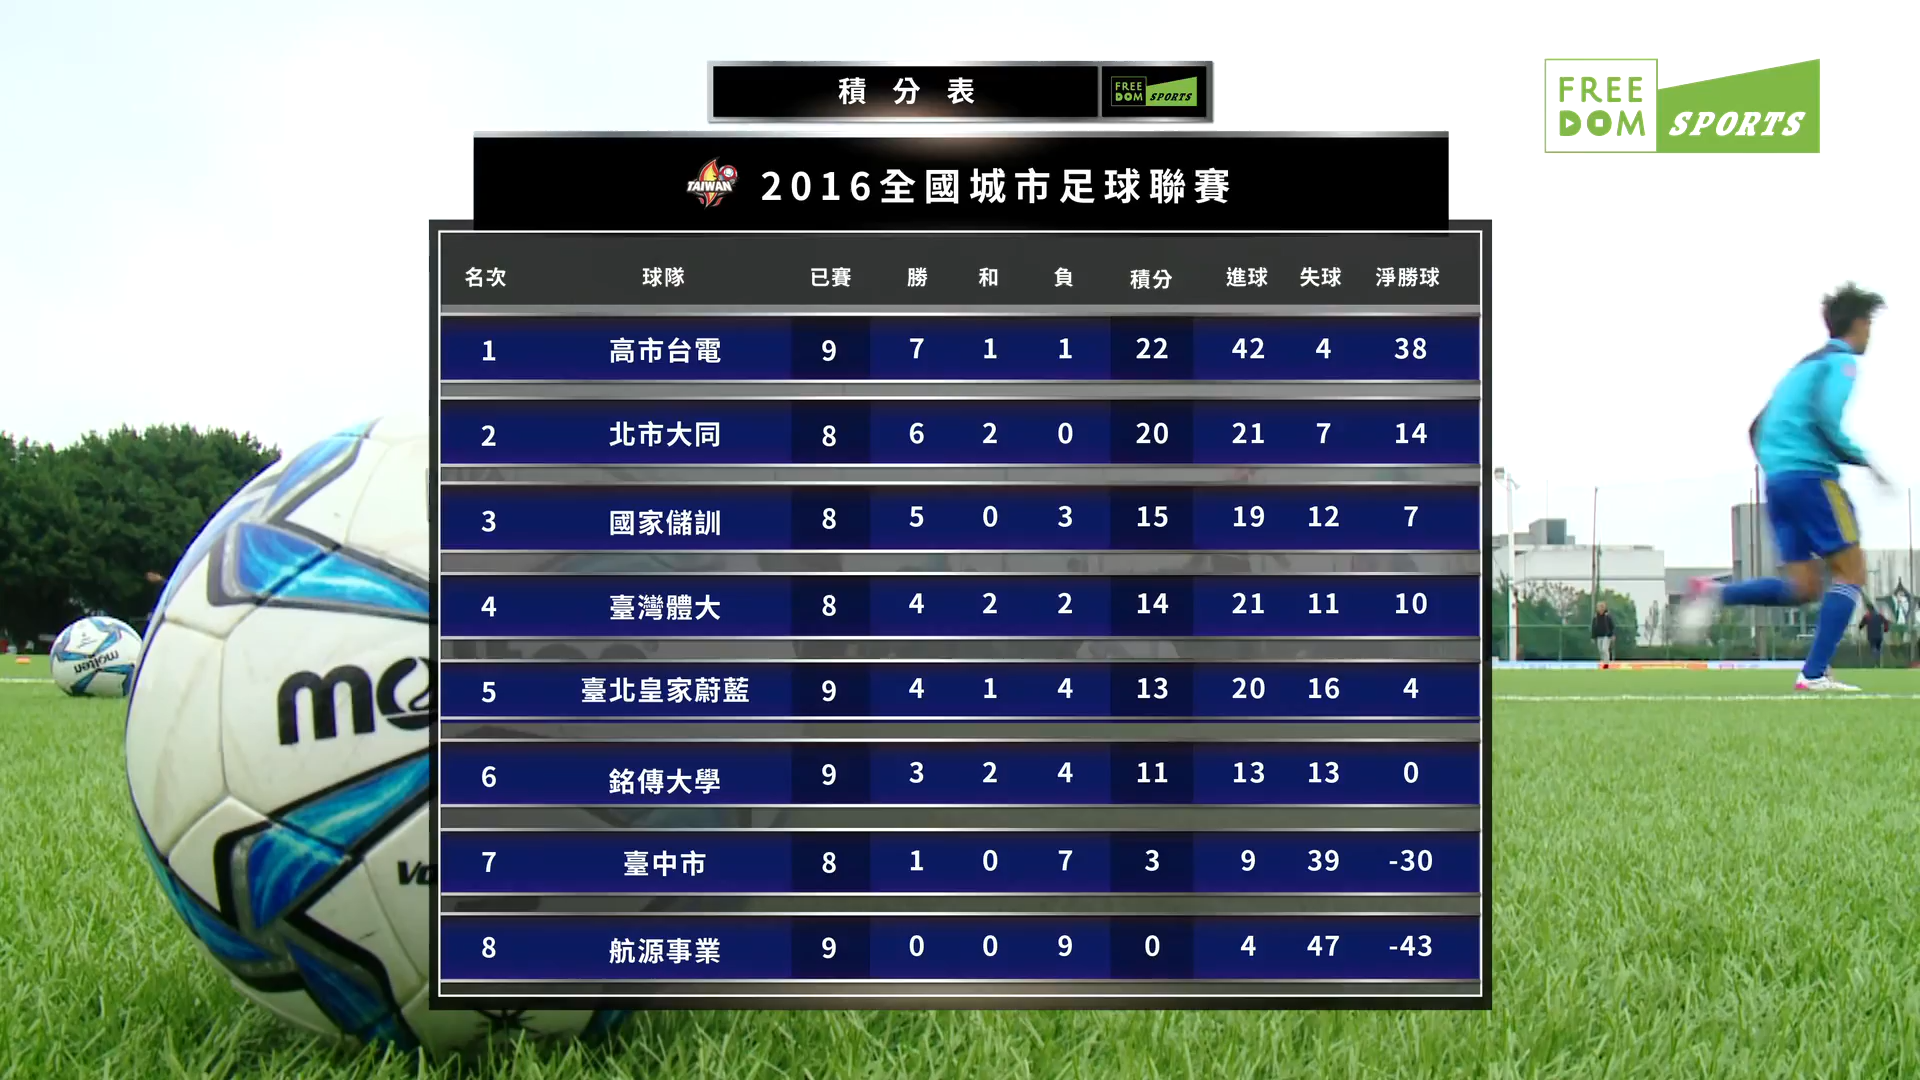 積分表
FREE DOM SPORTS
FREE
DOM SPORTS
TAIWAN 2016全國城市足球聯賽
名次 球隊 已賽 勝 和 負 積分 進球 失球 淨勝球
1 高市台電 9 7 1 1 22 42 4 38
2 北市大同 8 6 2 0 20 21 7 14
3 國家儲訓 8 5 0 3 15 19 12 7
4 臺灣體大 8 4 2 2 14 21 11 10
5 臺北皇家蔚藍 9 4 1 4 13 20 16 4
6 銘傳大學 9 3 2 4 11 13 13 0
7 臺中市 8 1 0 7 3 9 39 -30
8 航源事業 9 0 0 9 0 4 47 -43
molten